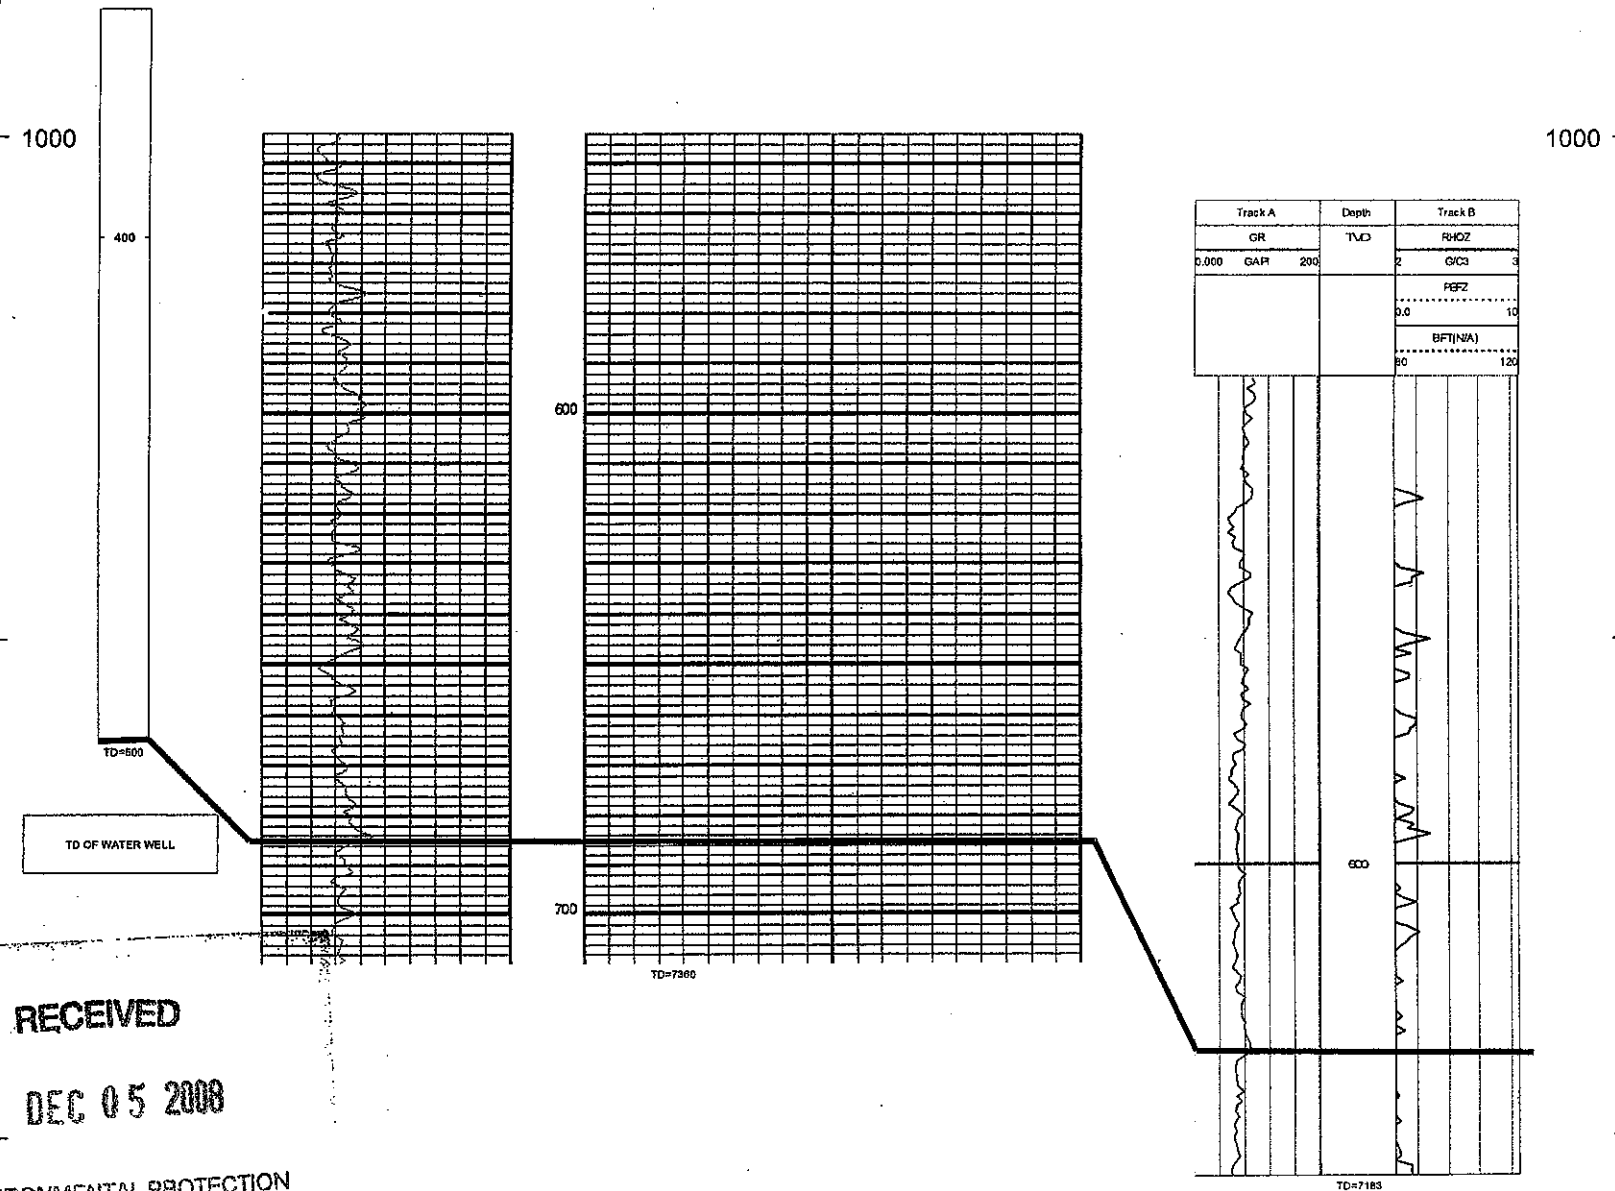 1000
1000
400
Track A
Depth
Track B
GR
TVD
RHOZ
0.000 GAPI 200
2 G/C3 3
PEFZ
0.0 10
BFT(N/A)
80 120
600
TD=500
TD OF WATER WELL
600
700
TD=7360
RECEIVED
DEC 05 2008
PROTECTION
TD=7183